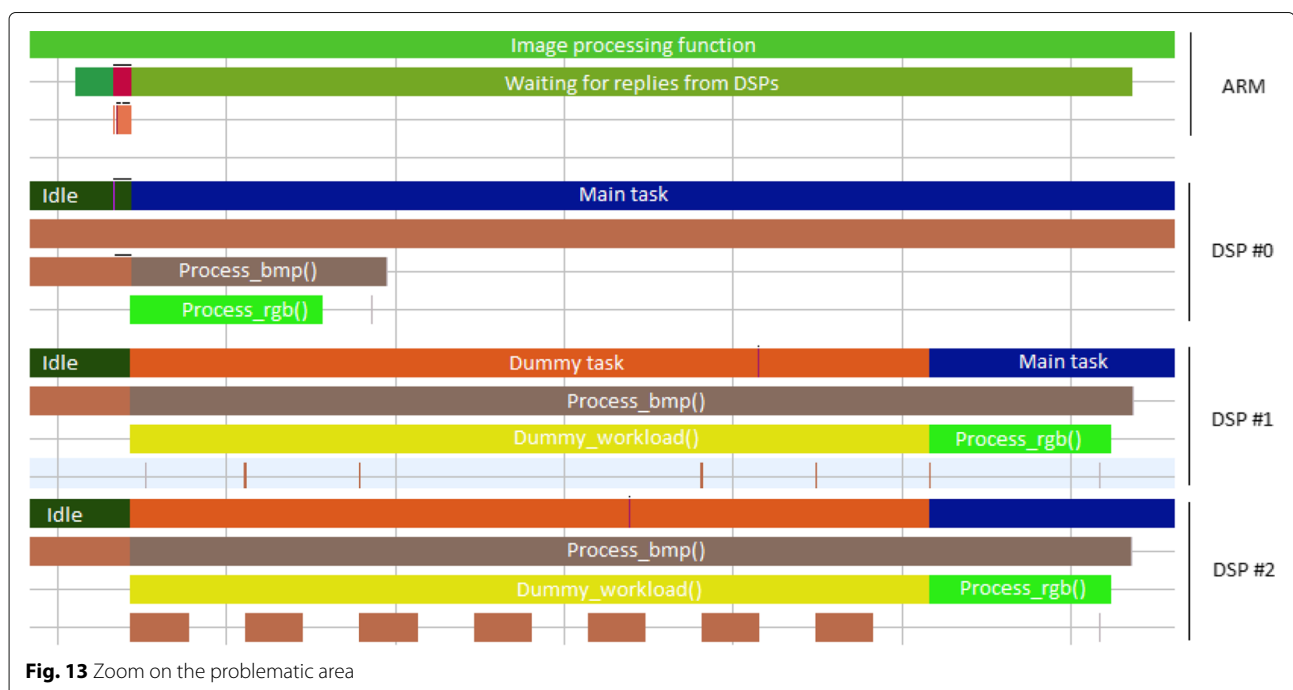 Image processing function
Waiting for replies from DSPs
ARM
Idle
Main task
DSP #0
Process_bmp()
Process_rgb()
Idle
Dummy task
Main task
Process_bmp()
DSP #1
Dummy_workload()
Process_rgb()
Idle
Process_bmp()
DSP #2
Dummy_workload()
Process_rgb()
Fig. 13 Zoom on the problematic area